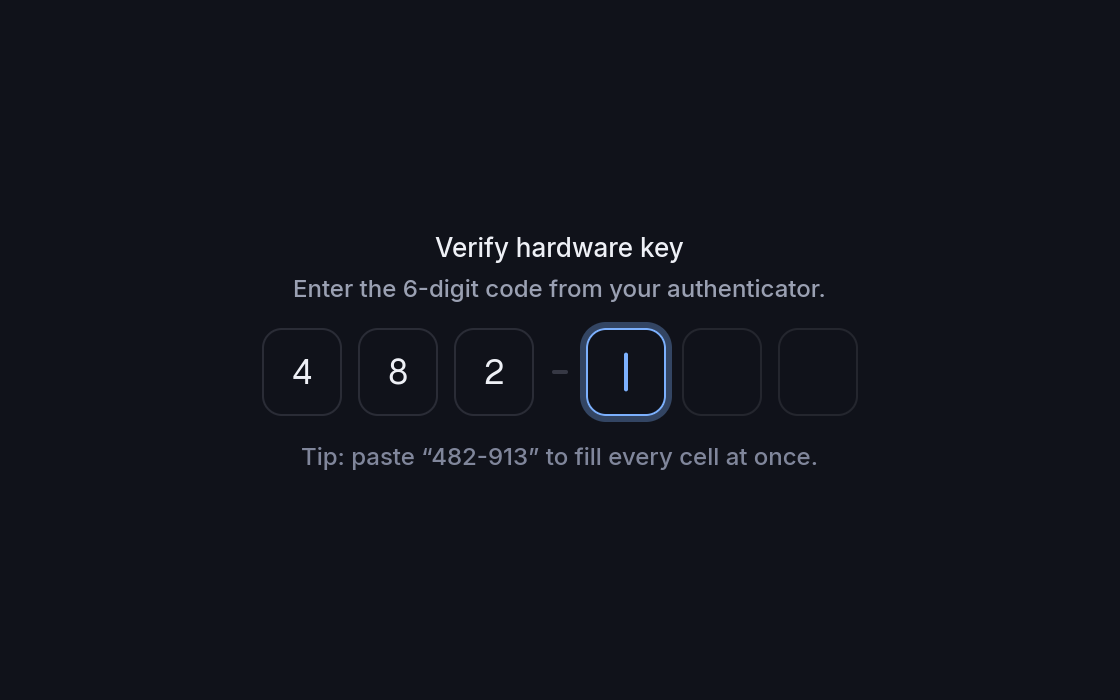 Verify hardware key
Enter the 6-digit code from your authenticator.
4 8 2 -
Tip: paste “482-913” to fill every cell at once.